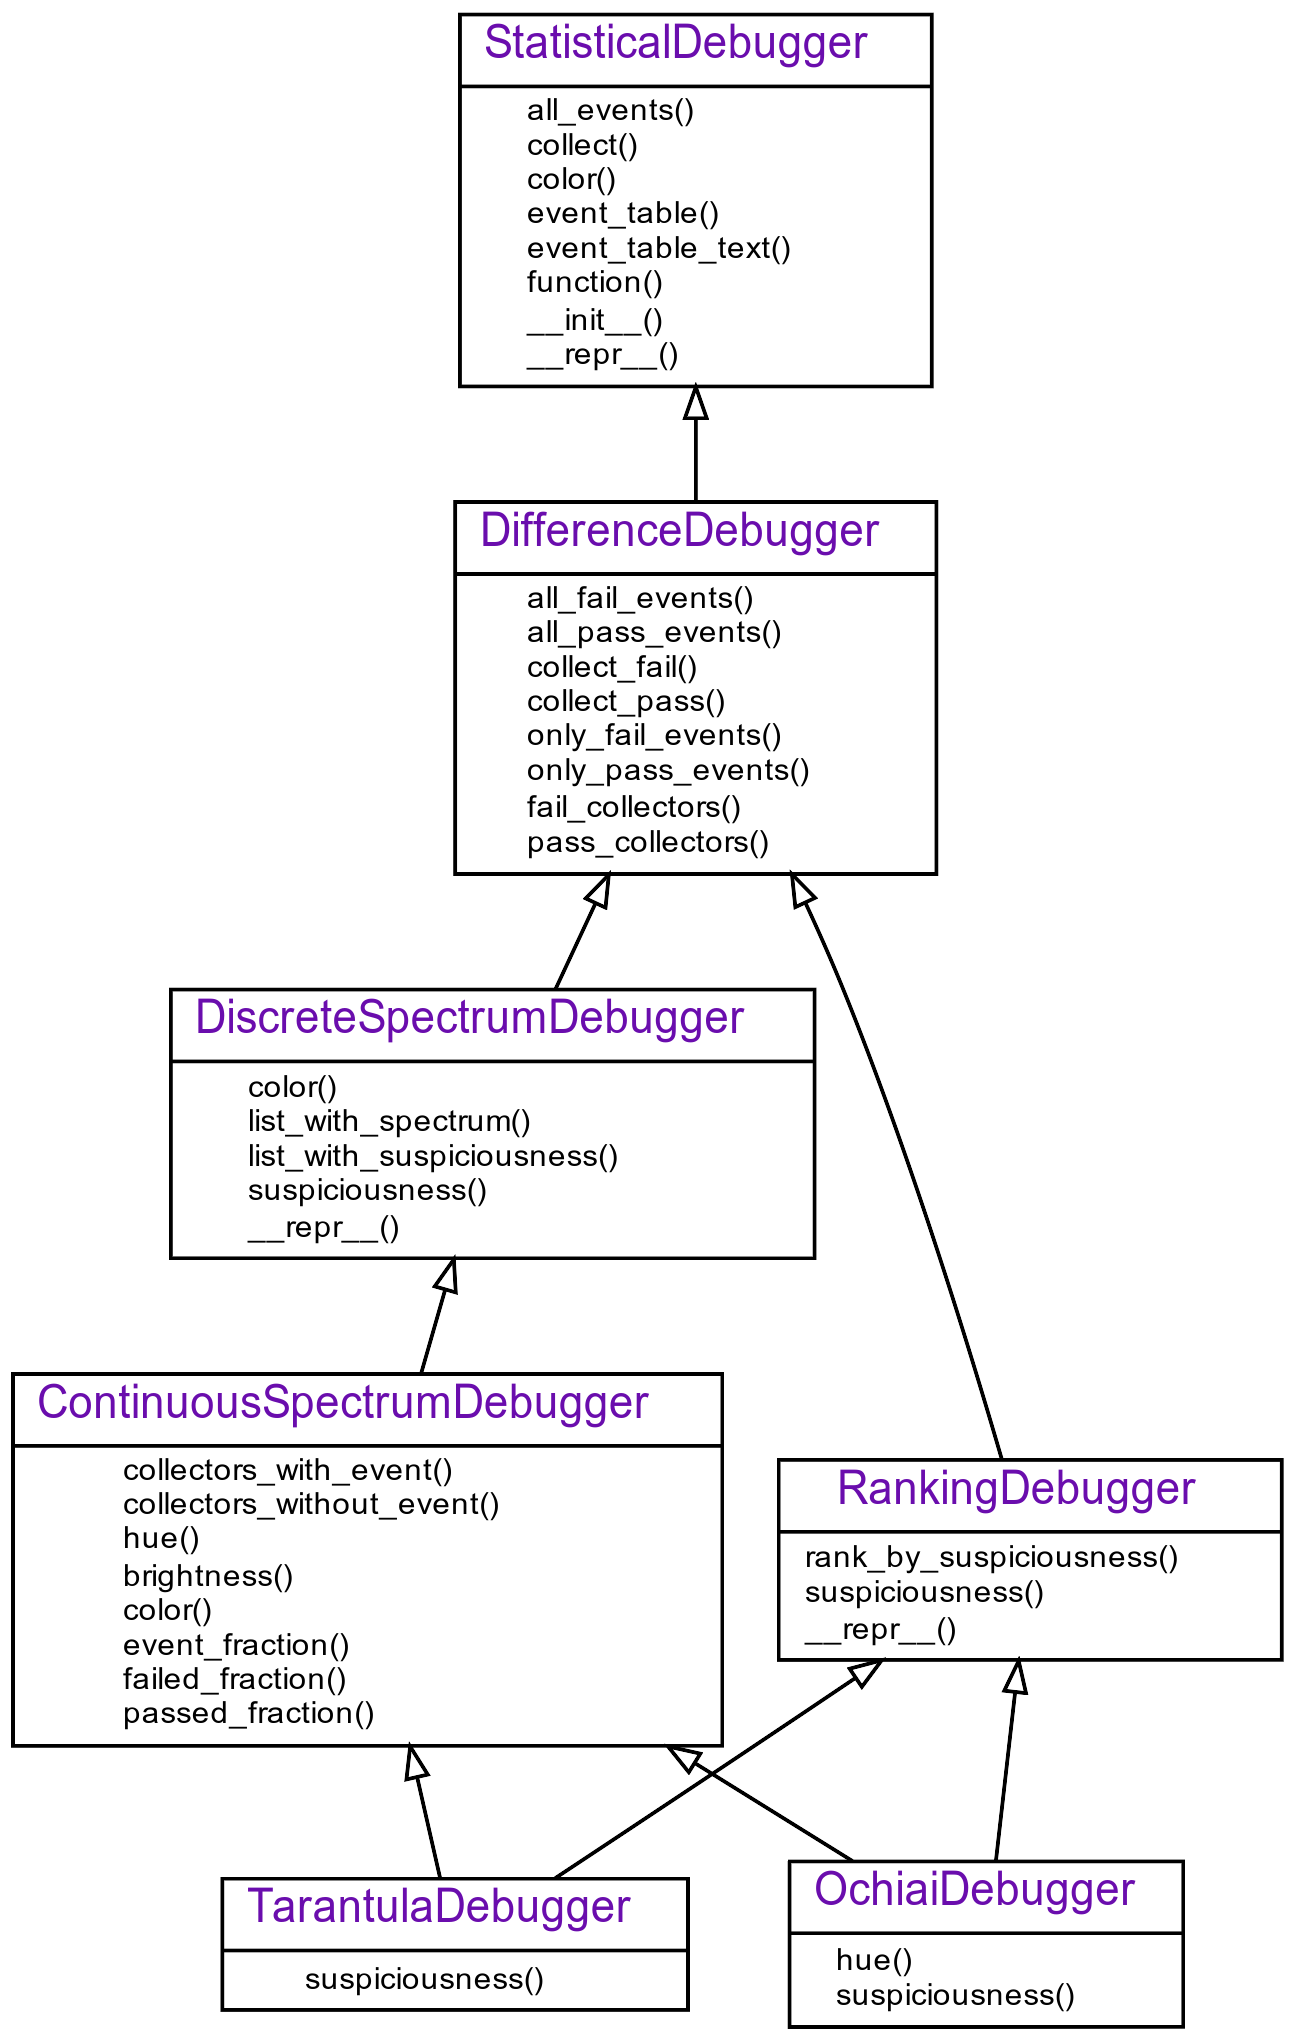 StatisticalDebugger
all_events()
collect()
color()
event_table()
event_table_text()
function()
__init__()
__repr__()
DifferenceDebugger
all_fail_events()
all_pass_events()
collect_fail()
collect_pass()
only_fail_events()
only_pass_events()
fail_collectors()
pass_collectors()
DiscreteSpectrumDebugger
color()
list_with_spectrum()
list_with_suspiciousness()
suspiciousness()
__repr__()
ContinuousSpectrumDebugger
collectors_with_event()
collectors_without_event()
hue()
brightness()
color()
event_fraction()
failed_fraction()
passed_fraction()
RankingDebugger
rank_by_suspiciousness()
suspiciousness()
__repr__()
TarantulaDebugger
suspiciousness()
OchiaiDebugger
hue()
suspiciousness()